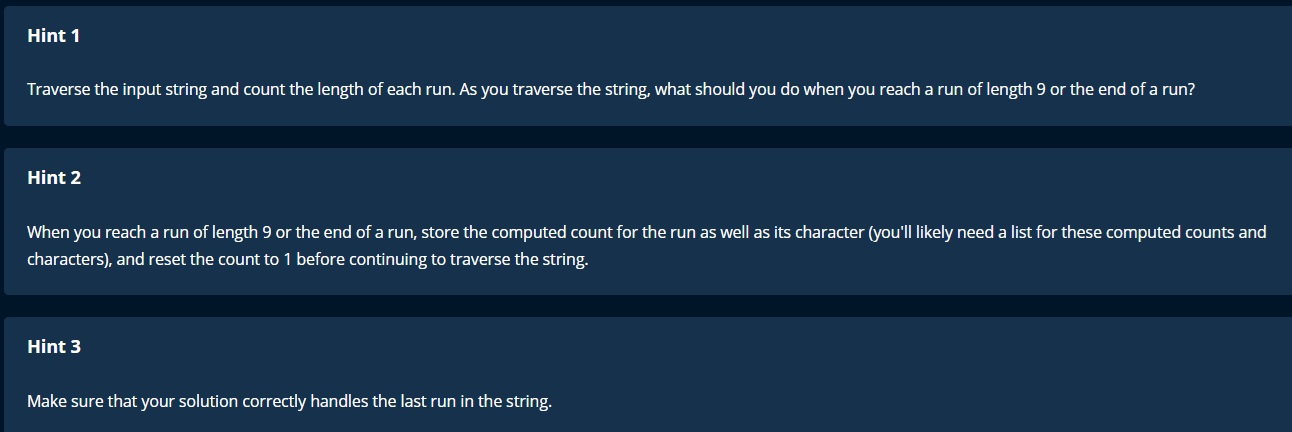 Hint 1
Traverse the input string and count the length of each run. As you traverse the string, what should you do when you reach a run of length 9 or the end of a run?
Hint 2
When you reach a run of length 9 or the end of a run, store the computed count for the run as well as its character (you'll likely need a list for these computed counts and
characters), and reset the count to 1 before continuing to traverse the string.
Hint 3
Make sure that your solution correctly handles the last run in the string.